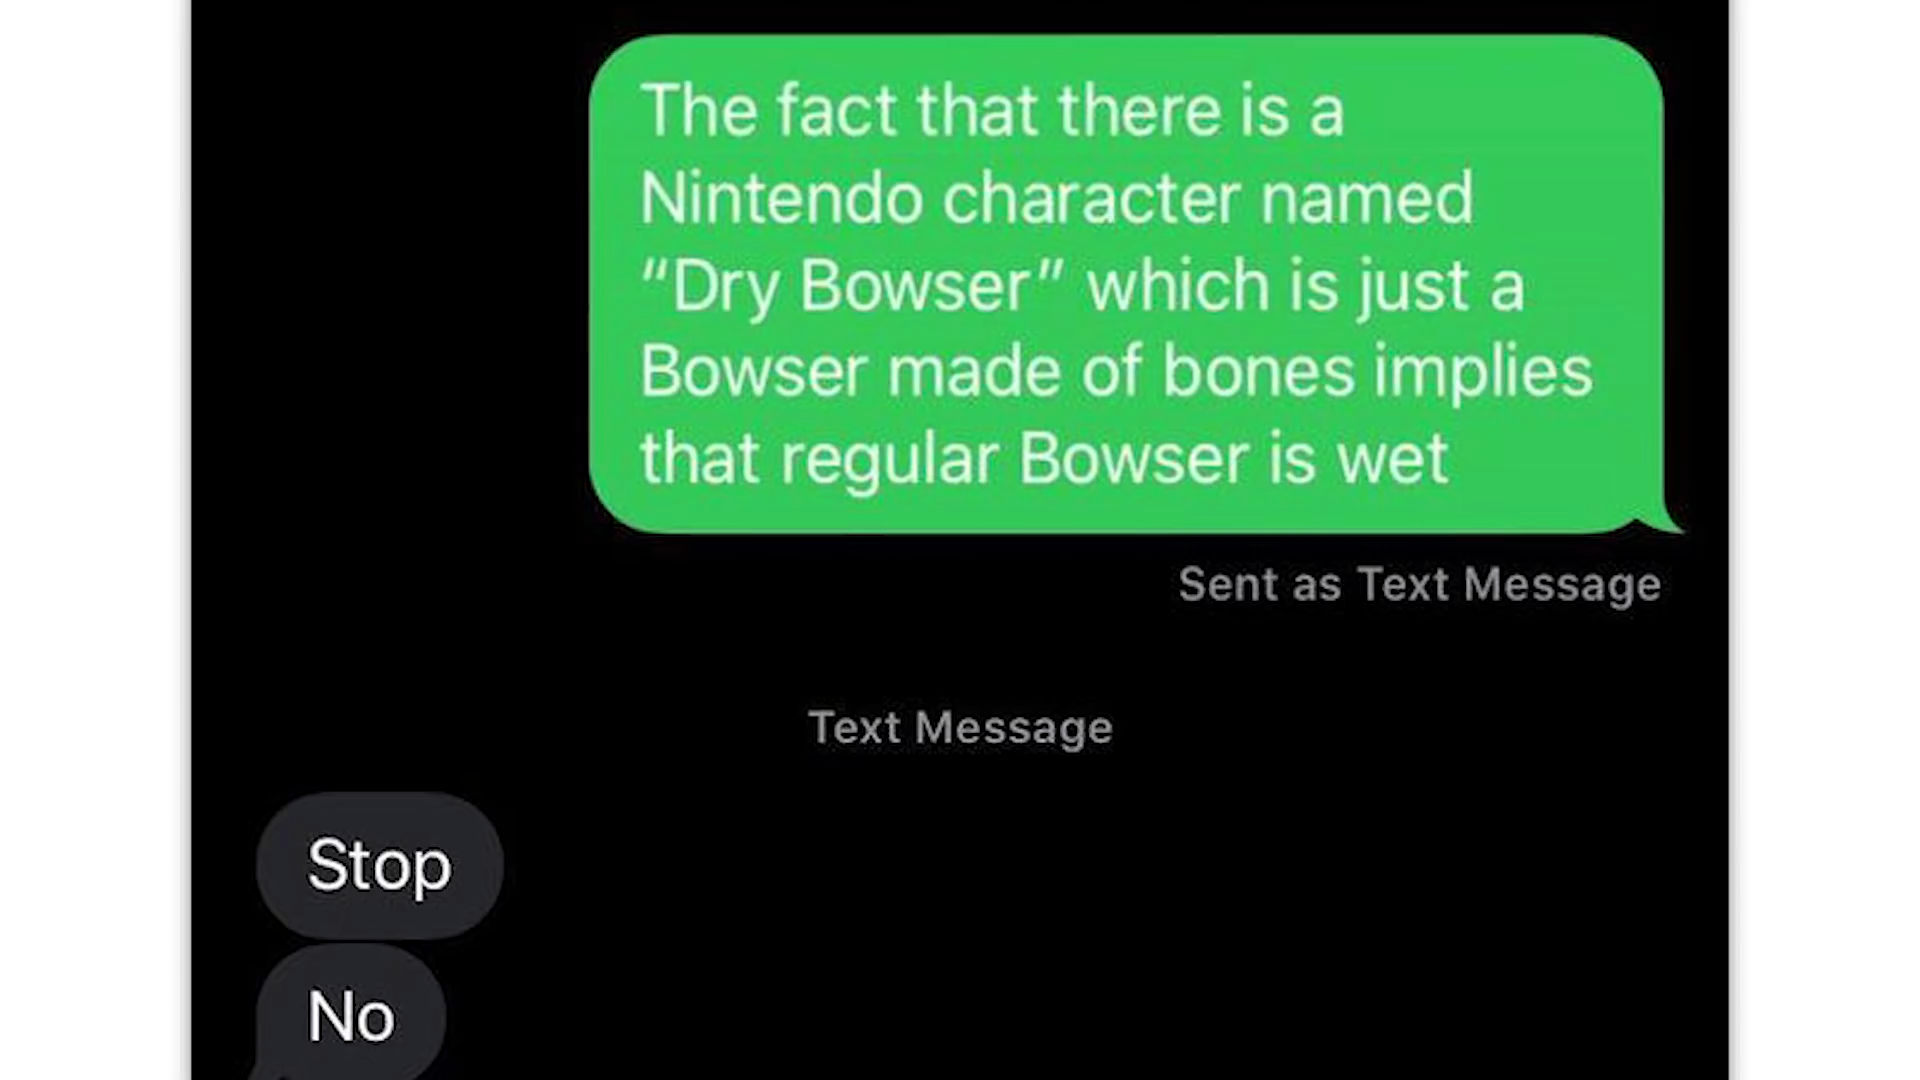 The fact that there is a
Nintendo character named
“Dry Bowser” which is just a
Bowser made of bones implies
that regular Bowser is wet
Sent as Text Message
Text Message
Stop
No